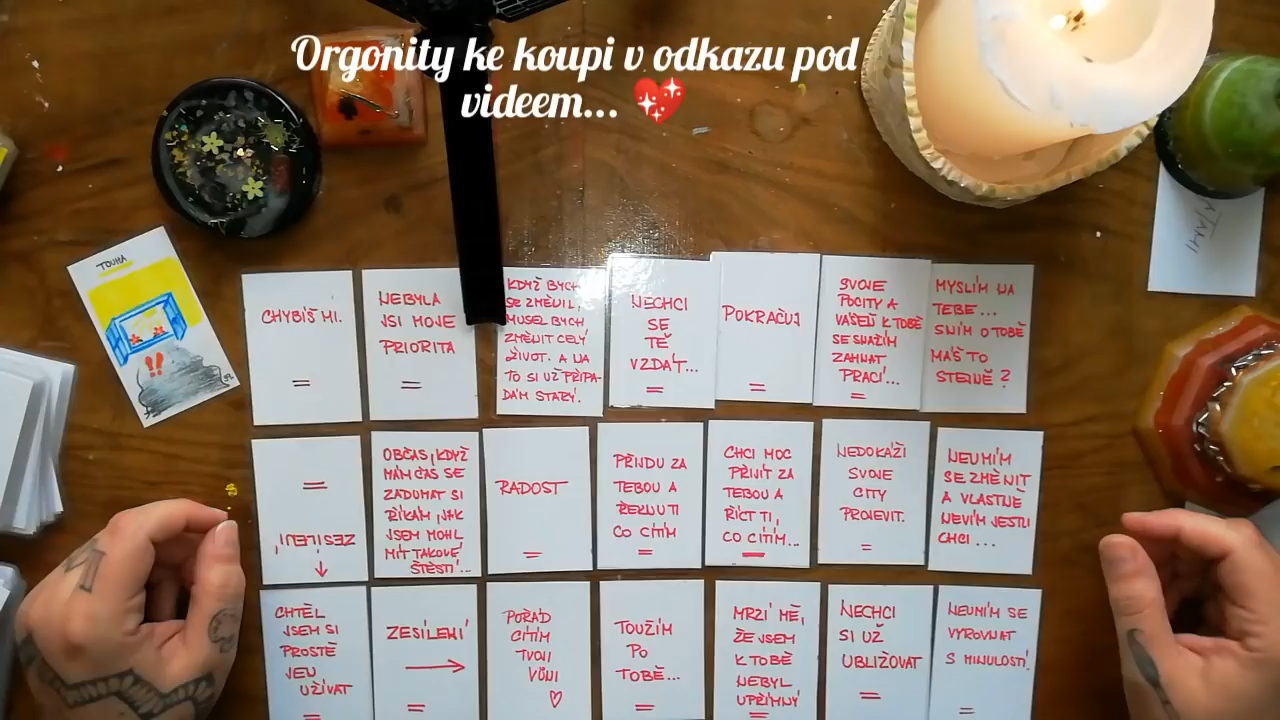 Orgonity ke koupi v odkazu pod
videem...
TOUHA
CHYBÍŠ MI.
NEBYLA
JSI MOJE
PRIORITA
KDYŽ BYCH
SE ZMĚNIL,
MUSEL BYCH
ZMĚNIT CELÝ
ŽIVOT. A NA
TO SI UŽ PŘIPA-
DÁM STARÝ.
NECHCI
SE
TĚ
VZDÁT...
POKRAČUJ
SVOJE
POCITY A
VÁŠEŇ K TOBĚ
SE SNAŽÍM
ZAHNAT
PRACÍ...
MYSLÍM NA
TEBE...
SNÍM O TOBĚ
MÁŠ TO
STEJNĚ?
ZESÍLENÍ
OBČAS, KDYŽ
MÁM ČAS SE
ZADUMAT SI
ŘÍKÁM, JAK
JSEM MOHL
MÍT TAKOVÉ
ŠTĚSTÍ...
RADOST
PŘIJDU ZA
TEBOU A
ŘEKNU TI
CO CÍTÍM
CHCI MOC
PŘIJÍT ZA
TEBOU A
ŘÍCT TI,
CO CÍTÍM...
NEDOKÁŽI
SVOJE
CITY
PROJEVIT.
NEUMÍM
SE ZMĚNIT
A VLASTNĚ
NEVÍM JESTLI
CHCI...
CHTĚL
JSEM SI
PROSTĚ
JEN
UŽÍVAT
ZESÍLENÍ
POŘÁD
CÍTÍM
TVOJI
VŮNI
TOUŽÍM
PO
TOBĚ...
MRZÍ MĚ,
ŽE JSEM
K TOBĚ
NEBYL
UPŘÍMNÝ
NECHCI
SI UŽ
UBLIŽOVAT
NEUMÍM SE
VYROVNAT
S MINULOSTÍ.